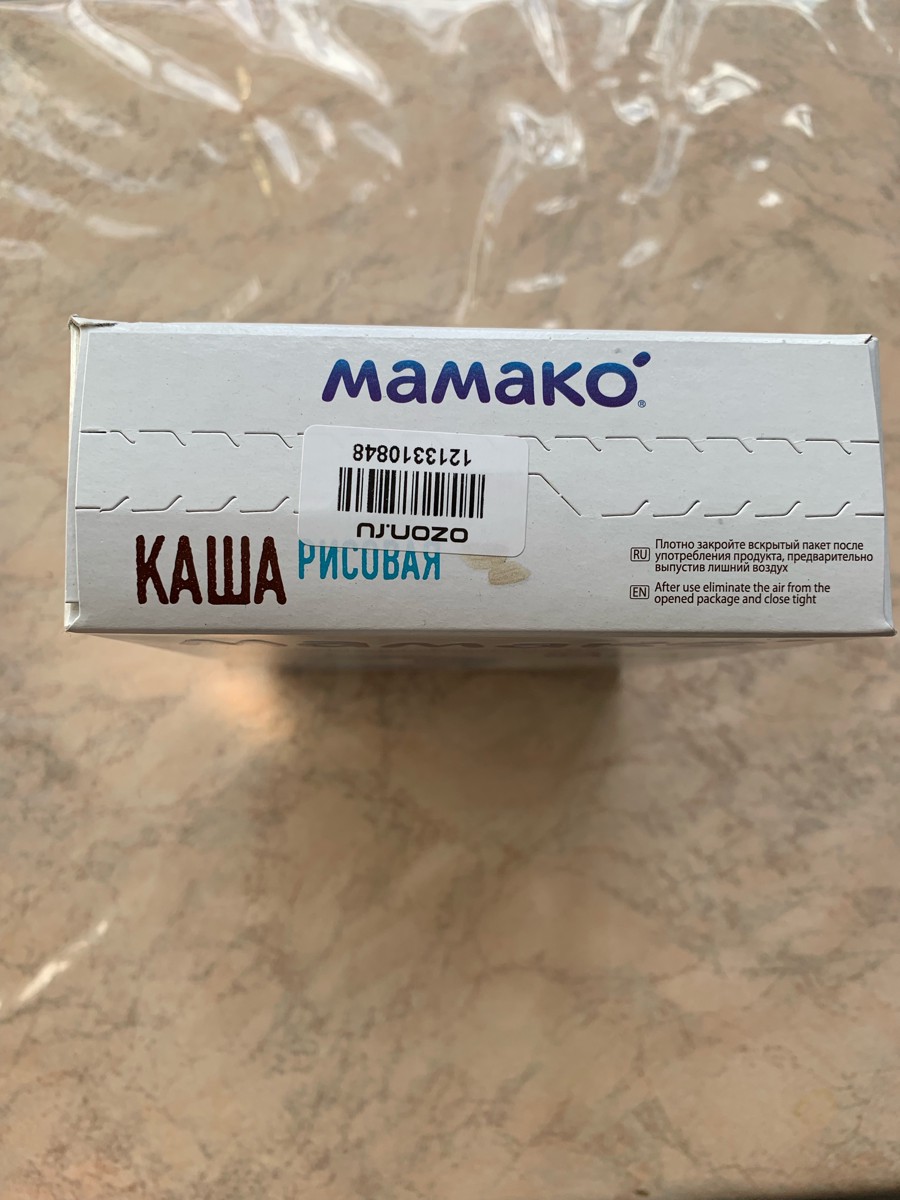 мамако́®
1213310848
ozon.ru
КАША РИСОВАЯ
RU Плотно закройте вскрытый пакет после
употребления продукта, предварительно
выпустив лишний воздух
EN After use eliminate the air from the
opened package and close tight